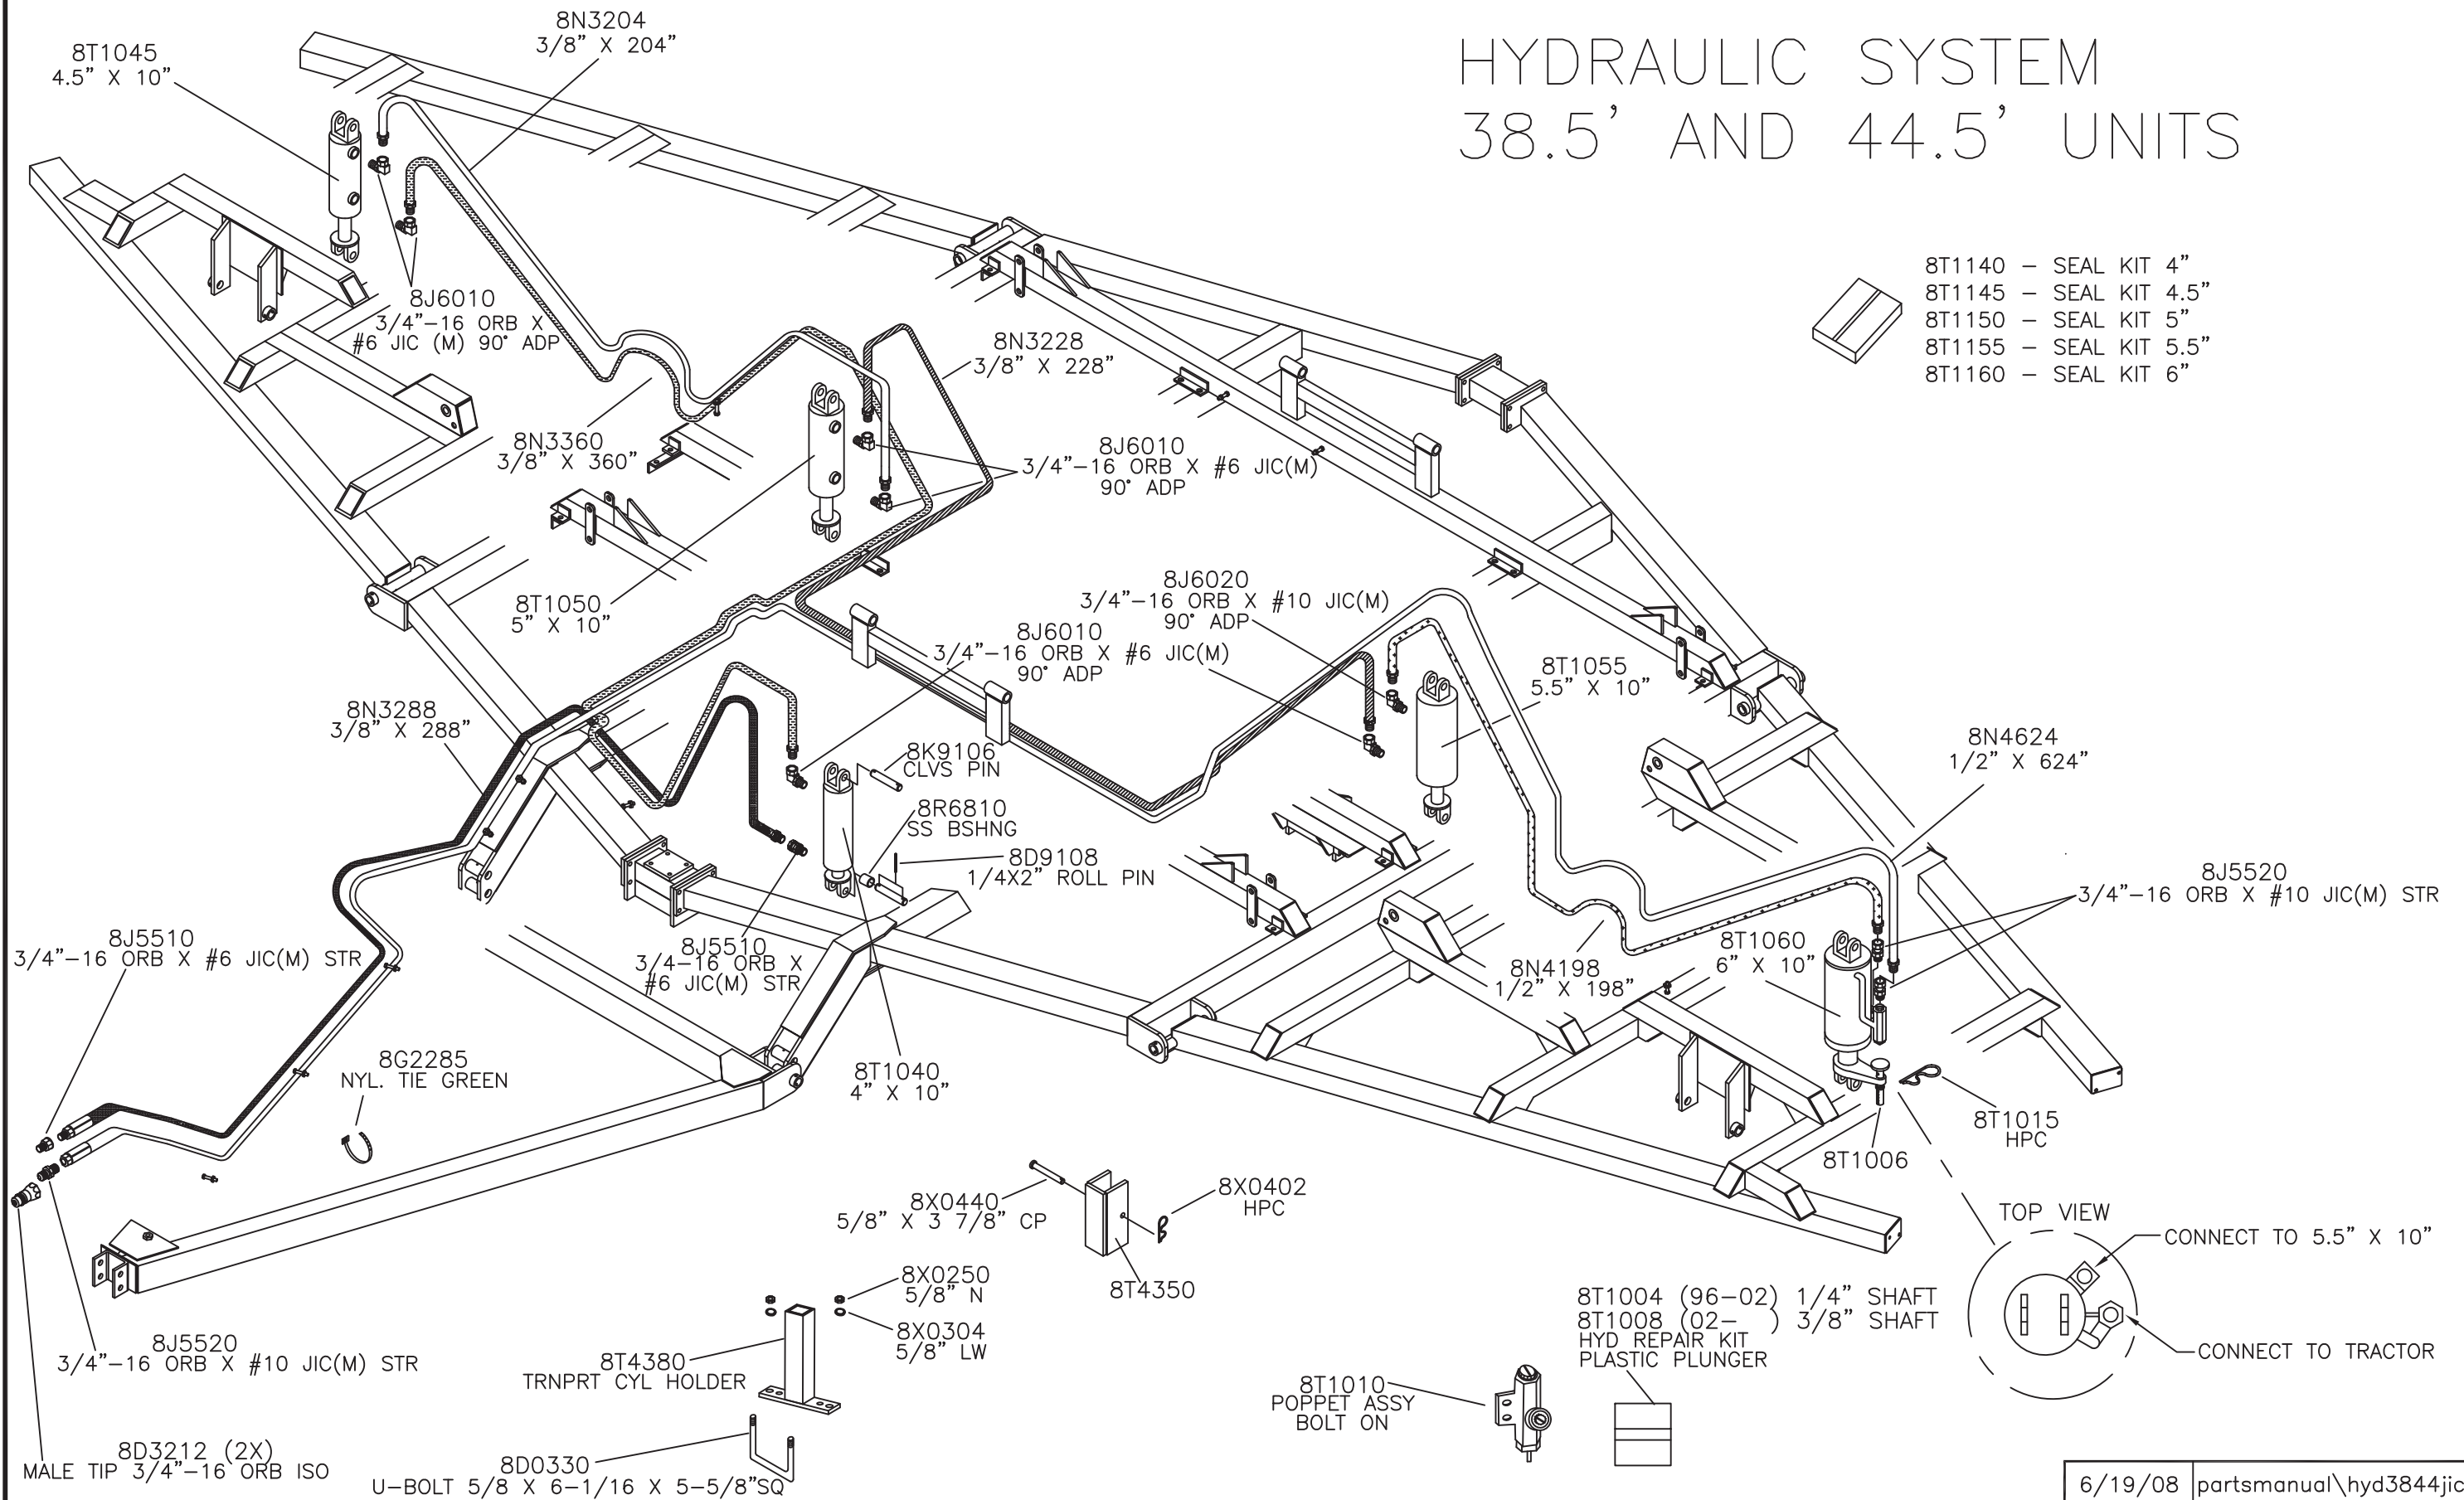 HYDRAULIC SYSTEM
38.5’ AND 44.5’ UNITS
8N3204
3/8” X 204”
8T1045
4.5” X 10”
8T1140 – SEAL KIT 4”
8T1145 – SEAL KIT 4.5”
8T1150 – SEAL KIT 5”
8T1155 – SEAL KIT 5.5”
8T1160 – SEAL KIT 6”
8J6010
3/4”–16 ORB X
#6 JIC (M) 90° ADP
8N3228
3/8” X 228”
8N3360
3/8” X 360”
8J6010
3/4”–16 ORB X #6 JIC(M)
90° ADP
8T1050
5” X 10”
8J6020
3/4”–16 ORB X #10 JIC(M)
90° ADP
8J6010
3/4”–16 ORB X #6 JIC(M)
90° ADP
8T1055
5.5” X 10”
8N3288
3/8” X 288”
8K9106
CLVS PIN
8N4624
1/2” X 624”
8R6810
SS BSHNG
8D9108
1/4X2” ROLL PIN
8J5520
3/4”–16 ORB X #10 JIC(M) STR
8J5510
3/4”–16 ORB X #6 JIC(M) STR
8J5510
3/4–16 ORB X
#6 JIC(M) STR
8T1060
6” X 10”
8N4198
1/2” X 198”
8G2285
NYL. TIE GREEN
8T1040
4” X 10”
8T1015
HPC
8T1006
8X0440
5/8” X 3 7/8” CP
8X0402
HPC
8T4350
TOP VIEW
CONNECT TO 5.5” X 10”
CONNECT TO TRACTOR
8X0250
5/8” N
8X0304
5/8” LW
8T1004 (96–02) 1/4” SHAFT
8T1008 (02– ) 3/8” SHAFT
HYD REPAIR KIT
PLASTIC PLUNGER
8J5520
3/4”–16 ORB X #10 JIC(M) STR
8T4380
TRNPRT CYL HOLDER
8T1010
POPPET ASSY
BOLT ON
8D3212 (2X)
MALE TIP 3/4”–16 ORB ISO
8D0330
U–BOLT 5/8 X 6–1/16 X 5–5/8”SQ
6/19/08 partsmanual\hyd3844jic